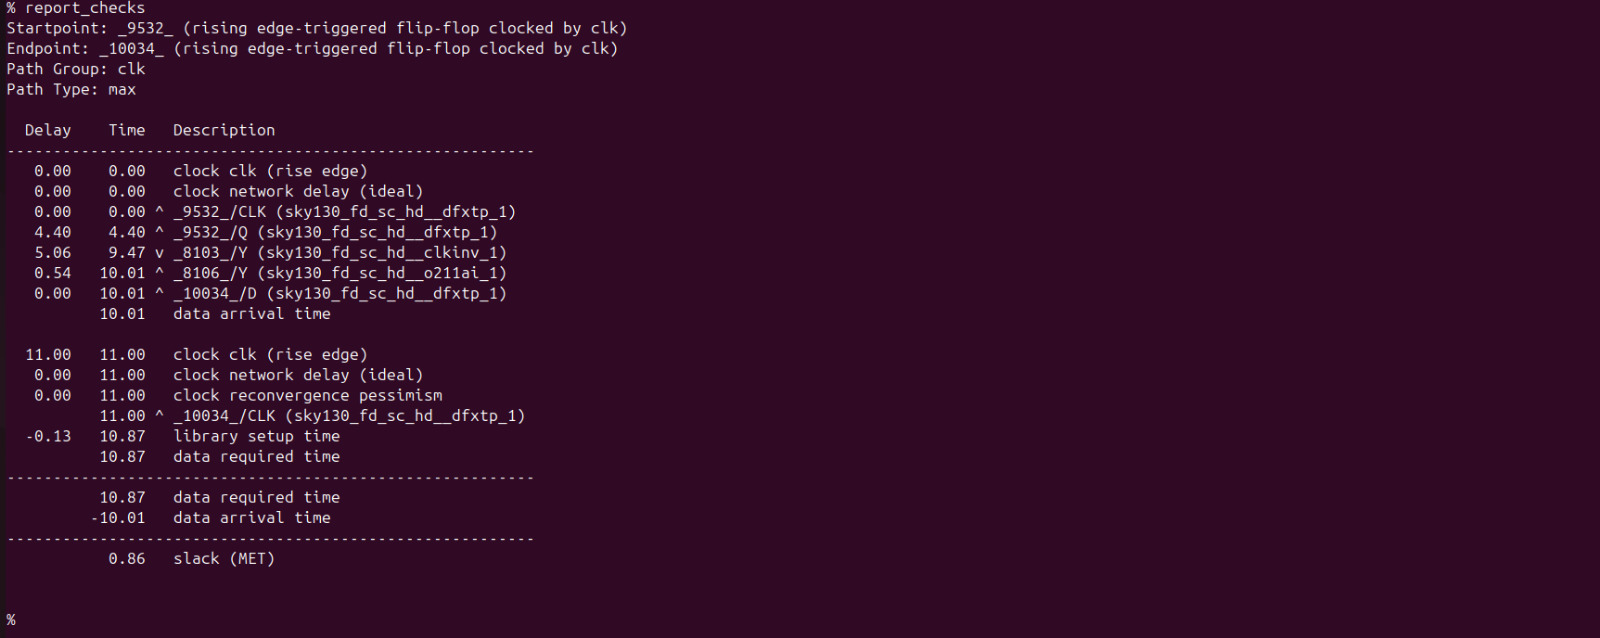 % report_checks
Startpoint: _9532_ (rising edge-triggered flip-flop clocked by clk)
Endpoint: _10034_ (rising edge-triggered flip-flop clocked by clk)
Path Group: clk
Path Type: max

  Delay    Time   Description
---------------------------------------------------------
   0.00    0.00   clock clk (rise edge)
   0.00    0.00   clock network delay (ideal)
   0.00    0.00 ^ _9532_/CLK (sky130_fd_sc_hd__dfxtp_1)
   4.40    4.40 ^ _9532_/Q (sky130_fd_sc_hd__dfxtp_1)
   5.06    9.47 v _8103_/Y (sky130_fd_sc_hd__clkinv_1)
   0.54   10.01 ^ _8106_/Y (sky130_fd_sc_hd__o211ai_1)
   0.00   10.01 ^ _10034_/D (sky130_fd_sc_hd__dfxtp_1)
          10.01   data arrival time

  11.00   11.00   clock clk (rise edge)
   0.00   11.00   clock network delay (ideal)
   0.00   11.00   clock reconvergence pessimism
          11.00 ^ _10034_/CLK (sky130_fd_sc_hd__dfxtp_1)
  -0.13   10.87   library setup time
          10.87   data required time
---------------------------------------------------------
          10.87   data required time
         -10.01   data arrival time
---------------------------------------------------------
           0.86   slack (MET)

%